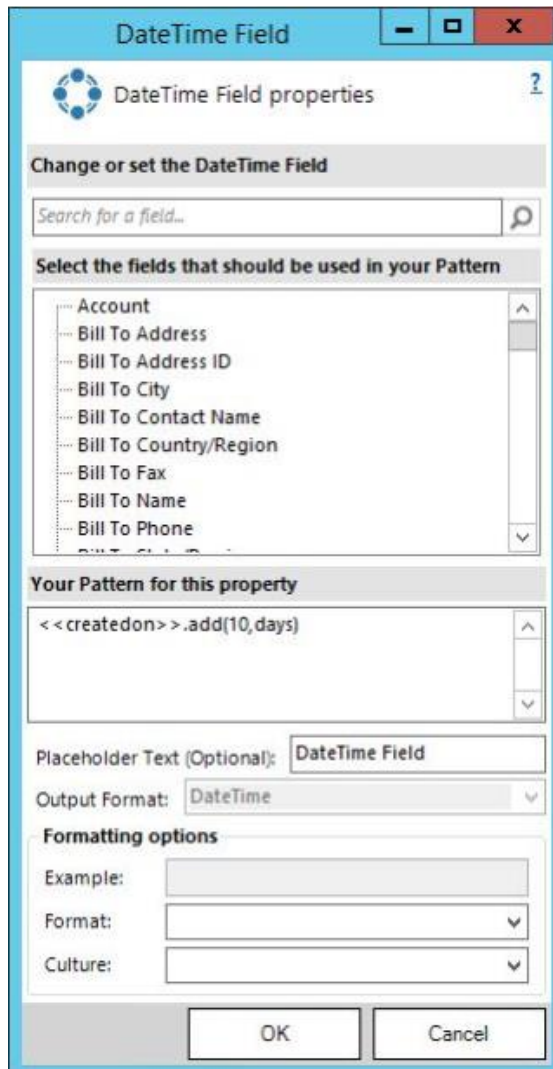 DateTime Field
x
DateTime Field properties
?
Change or set the DateTime Field
Search for a field...
Select the fields that should be used in your Pattern
Account
Bill To Address
Bill To Address ID
Bill To City
Bill To Contact Name
Bill To Country/Region
Bill To Fax
Bill To Name
Bill To Phone
Your Pattern for this property
<<createdon>>.add(10,days)
Placeholder Text (Optional): DateTime Field
Output Format: DateTime
Formatting options
Example:
Format:
Culture:
OK Cancel